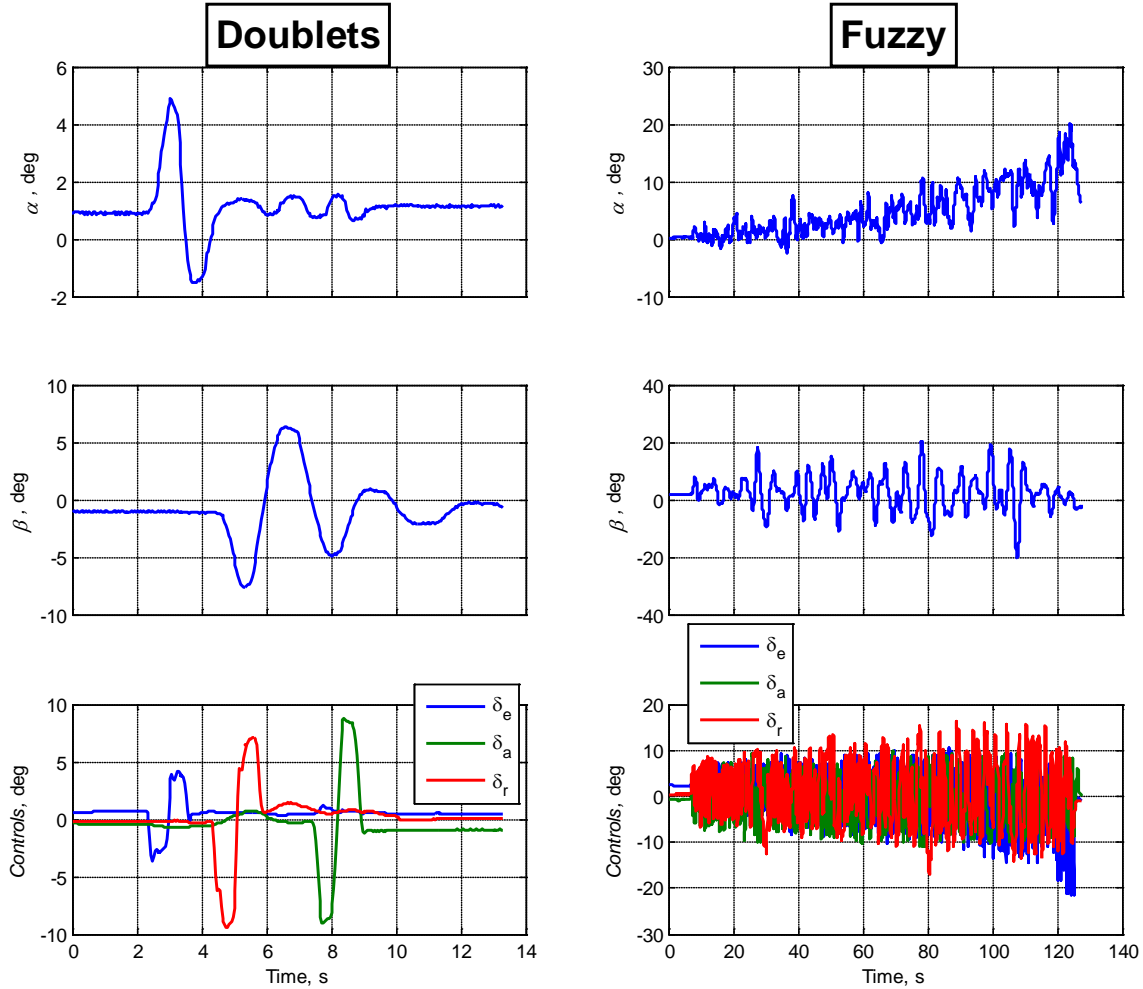 Doublets
6
4
2
0
-2
α , deg
10
5
0
-5
-10
β , deg
10
5
0
-5
-10
Controls, deg
δe
δa
δr
0 2 4 6 8 10 12 14
Time, s
Fuzzy
30
20
10
0
-10
α , deg
40
20
0
-20
-40
β , deg
δe
δa
δr
20
10
0
-10
-20
-30
Controls, deg
0 20 40 60 80 100 120 140
Time, s